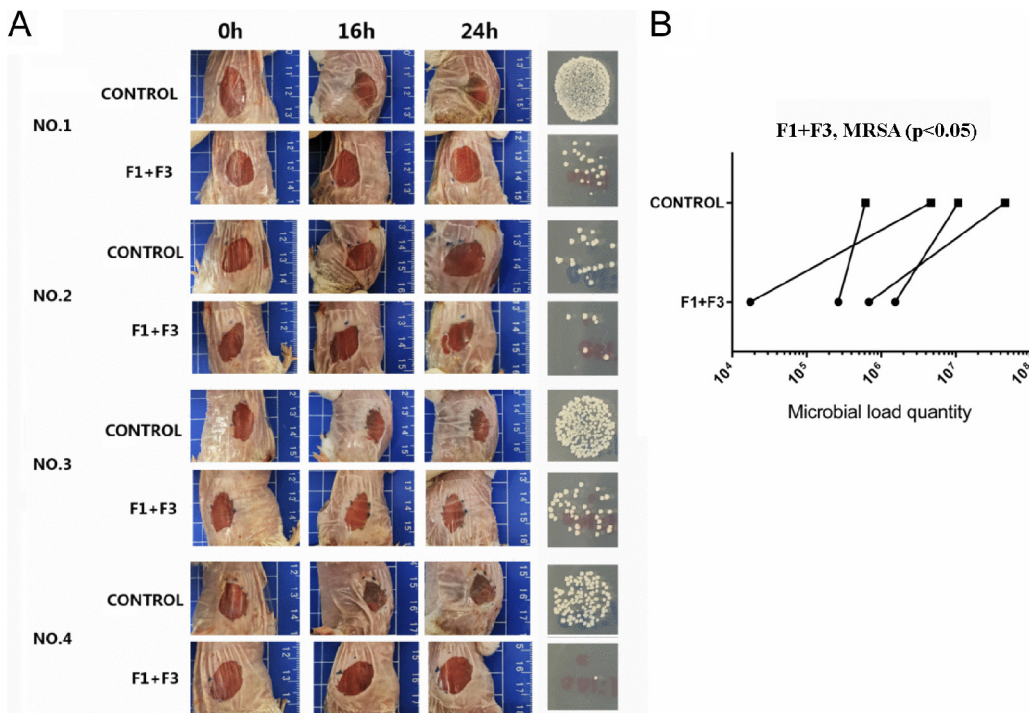 A
0h 16h 24h
NO.1
CONTROL
F1+F3
NO.2
CONTROL
F1+F3
NO.3
CONTROL
F1+F3
NO.4
CONTROL
F1+F3
B
F1+F3, MRSA (p<0.05)
CONTROL
F1+F3
10⁴ 10⁵ 10⁶ 10⁷ 10⁸
Microbial load quantity